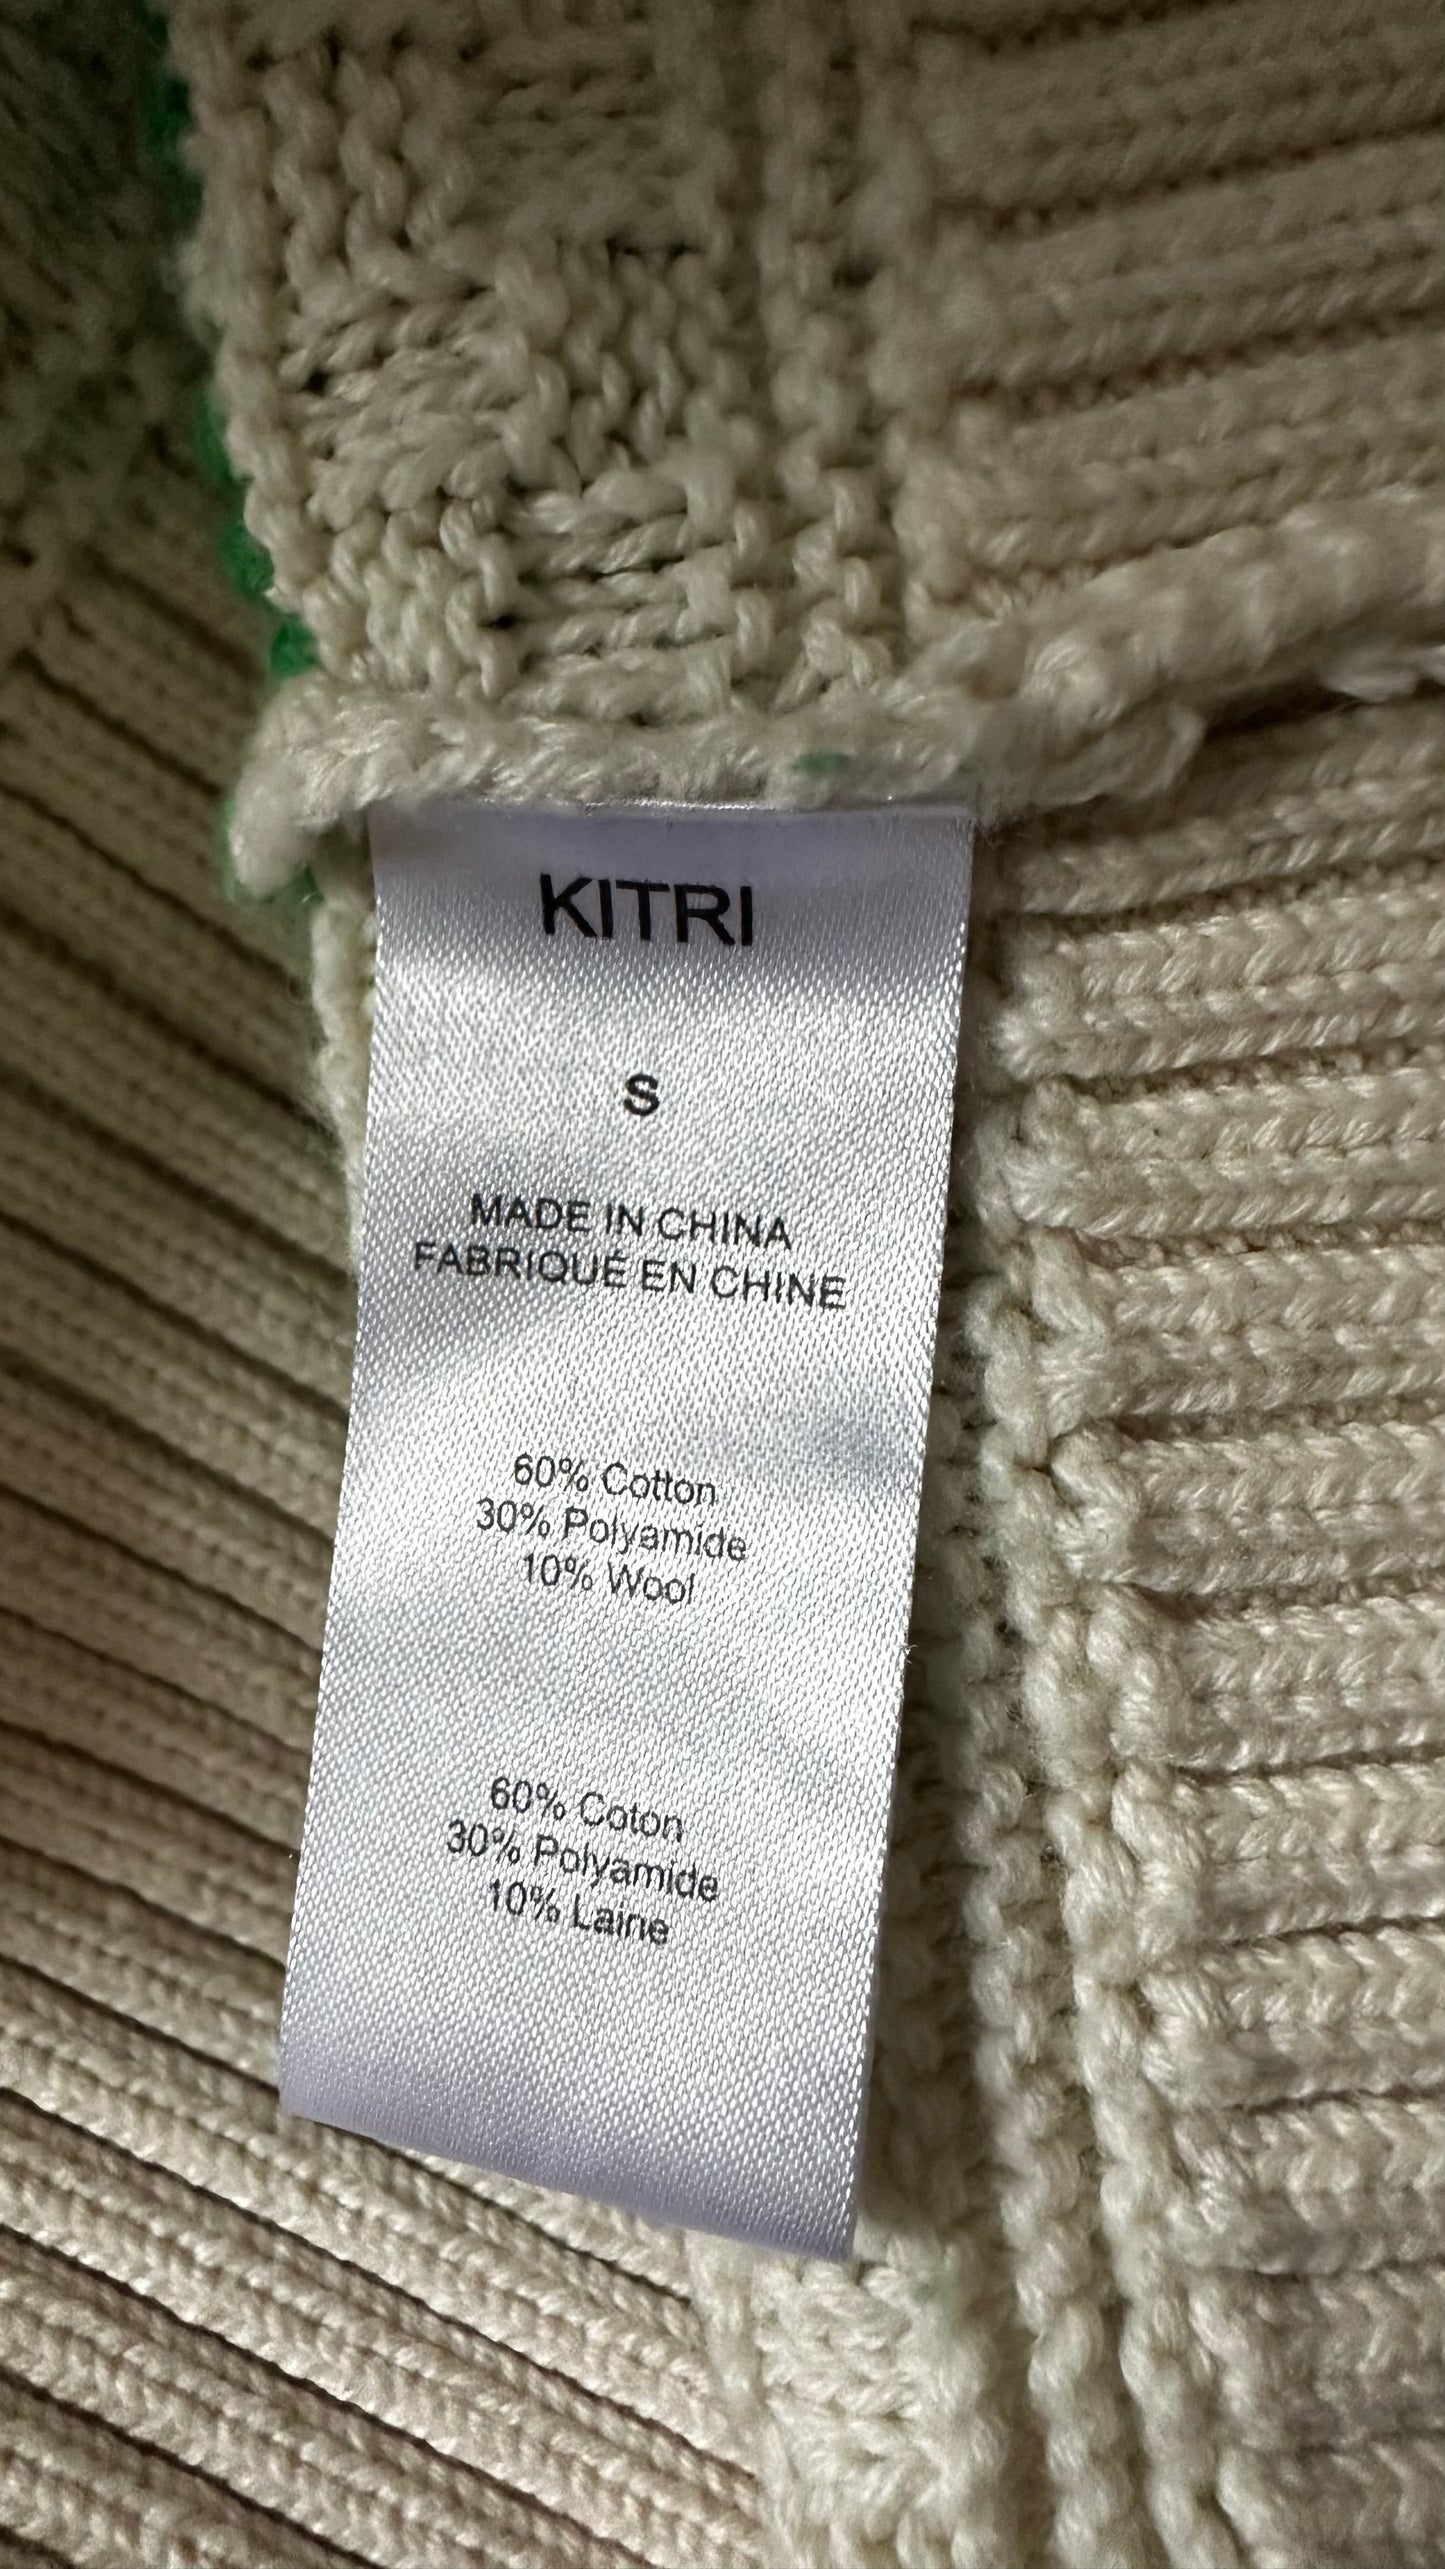 KITRI
S
MADE IN CHINA
FABRIQUÉ EN CHINE
60% Cotton
30% Polyamide
10% Wool
60% Coton
30% Polyamide
10% Laine